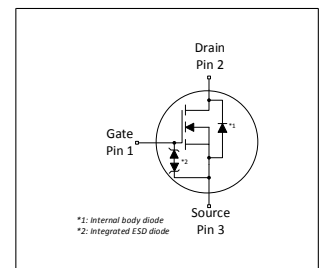 Drain
Pin 2
*1
Gate
Pin 1
*2
Source
Pin 3
*1: Internal body diode
*2: Integrated ESD diode